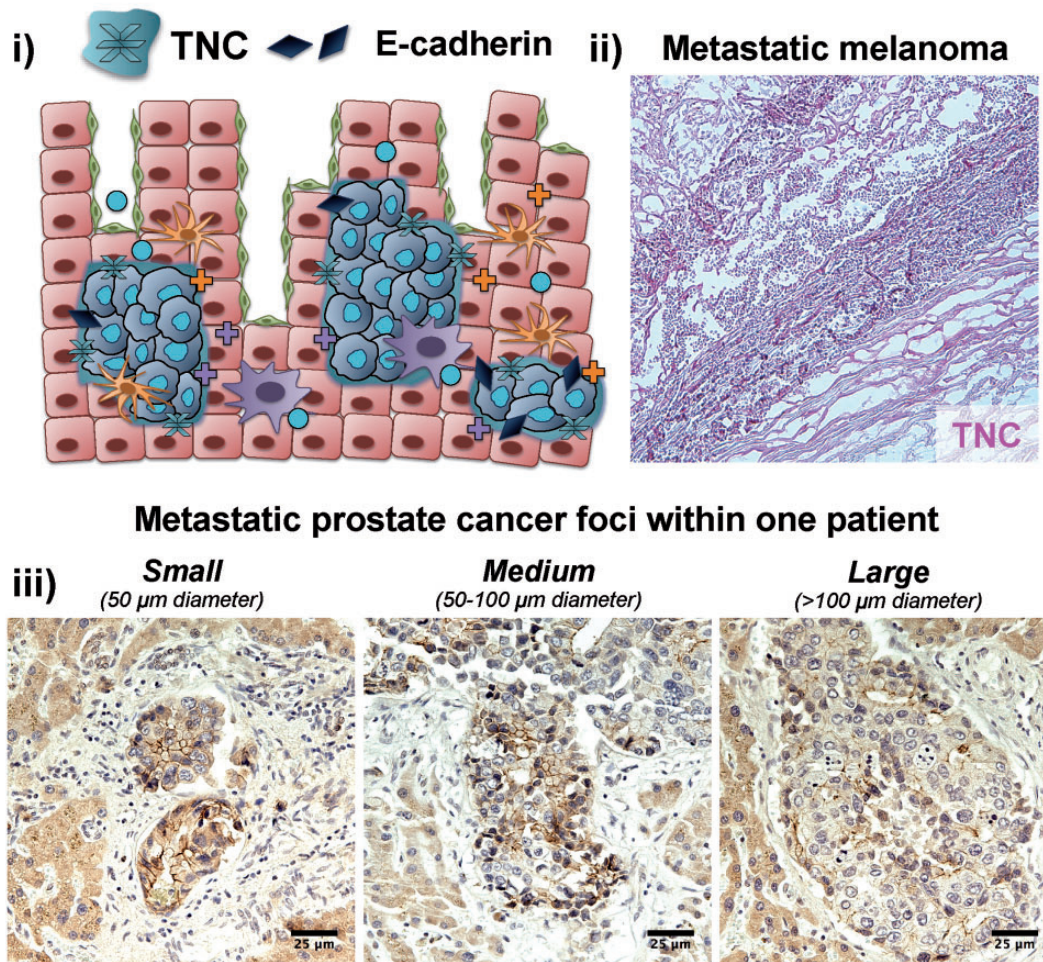 i) TNC E-cadherin
ii) Metastatic melanoma
TNC
Metastatic prostate cancer foci within one patient
iii) Small Medium Large
(50 µm diameter) (50-100 µm diameter) (>100 µm diameter)
25 µm 25 µm 25 µm